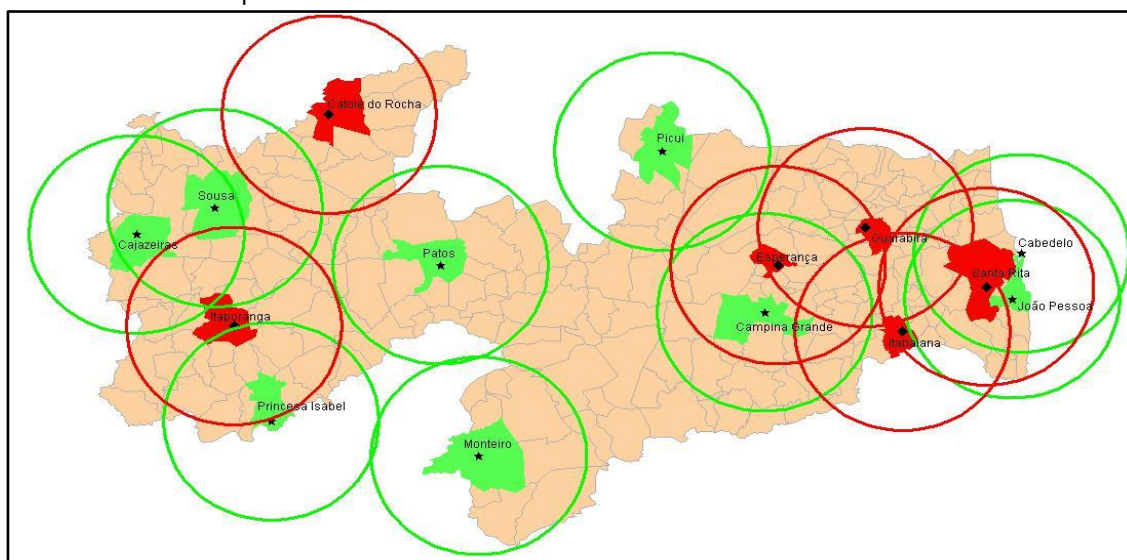 Catolé do Rocha
Picuí
Sousa
Cajazeiras
Patos
Guarabira
Cabedelo
Esperança
Santa Rita
João Pessoa
Itaporanga
Campina Grande
Itabaiana
Princesa Isabel
Monteiro